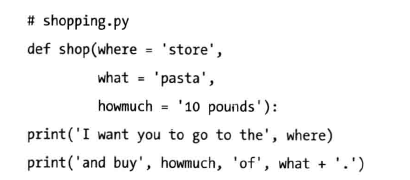 # shopping.py
def shop(where = 'store',
what = 'pasta',
howmuch = '10 pounds'):
print('I want you to go to the', where)
print('and buy', howmuch, 'of', what + '.')